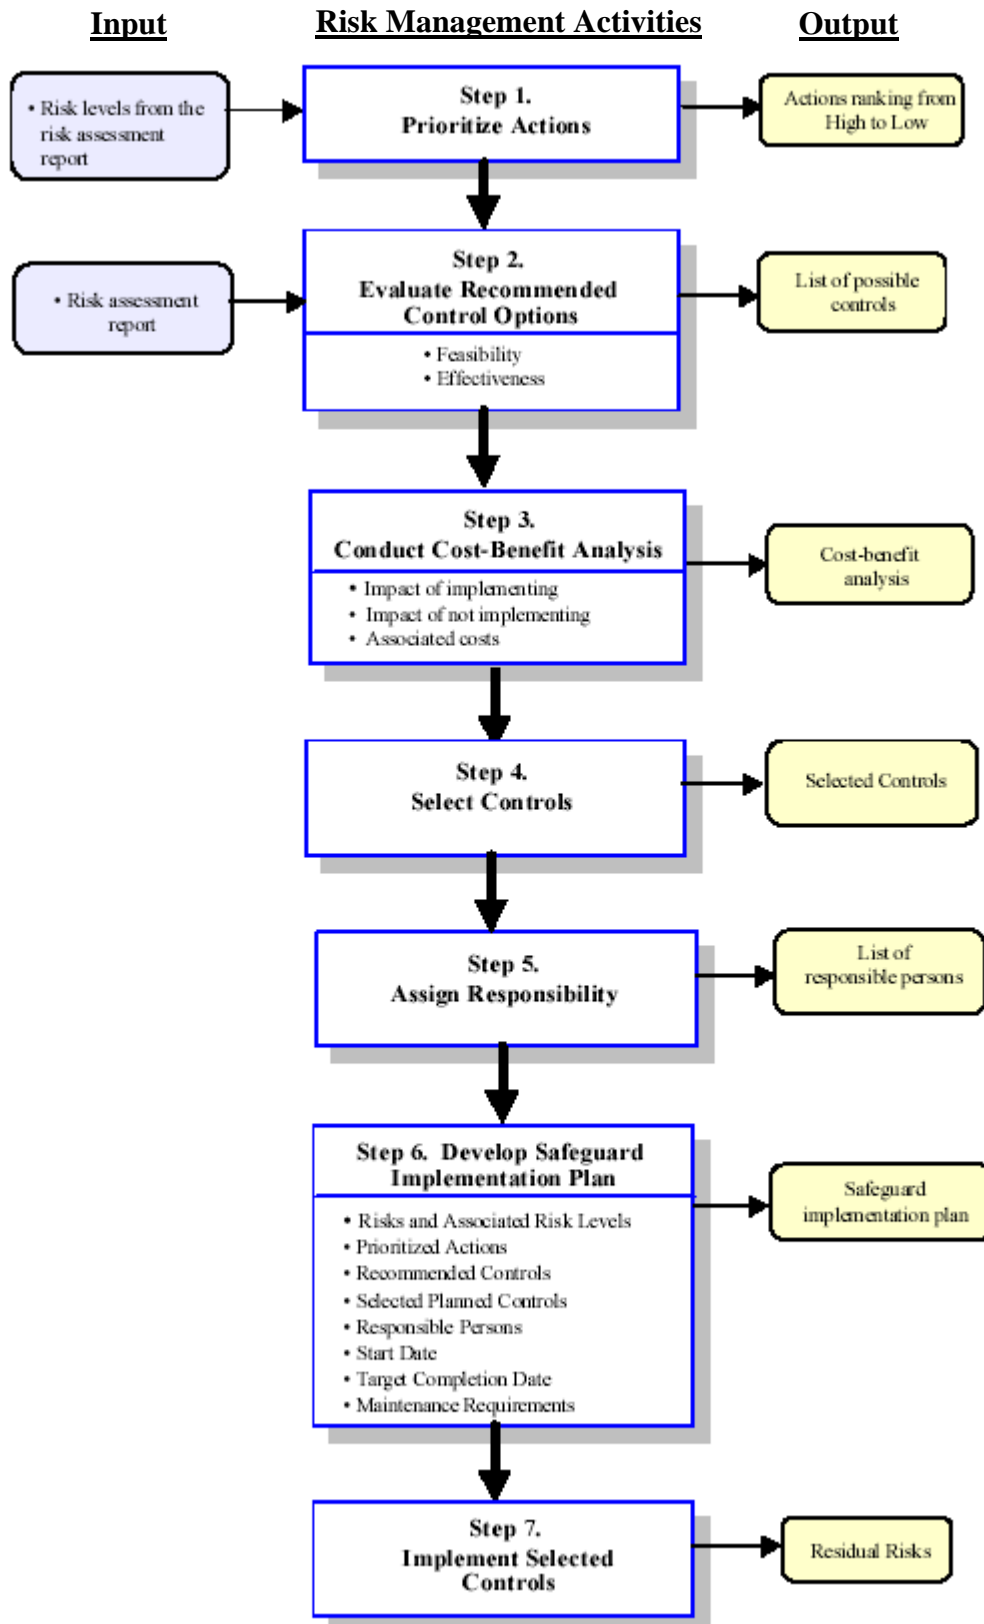 Input
Risk Management Activities
Output
• Risk levels from the
risk assessment
report
Step 1.
Prioritize Actions
Actions ranking from
High to Low
• Risk assessment
report
Step 2.
Evaluate Recommended
Control Options
• Feasibility
• Effectiveness
List of possible
controls
Step 3.
Conduct Cost-Benefit Analysis
• Impact of implementing
• Impact of not implementing
• Associated costs
Cost-benefit
analysis
Step 4.
Select Controls
Selected Controls
Step 5.
Assign Responsibility
List of
responsible persons
Step 6. Develop Safeguard
Implementation Plan
• Risks and Associated Risk Levels
• Prioritized Actions
• Recommended Controls
• Selected Planned Controls
• Responsible Persons
• Start Date
• Target Completion Date
• Maintenance Requirements
Safeguard
implementation plan
Step 7.
Implement Selected
Controls
Residual Risks